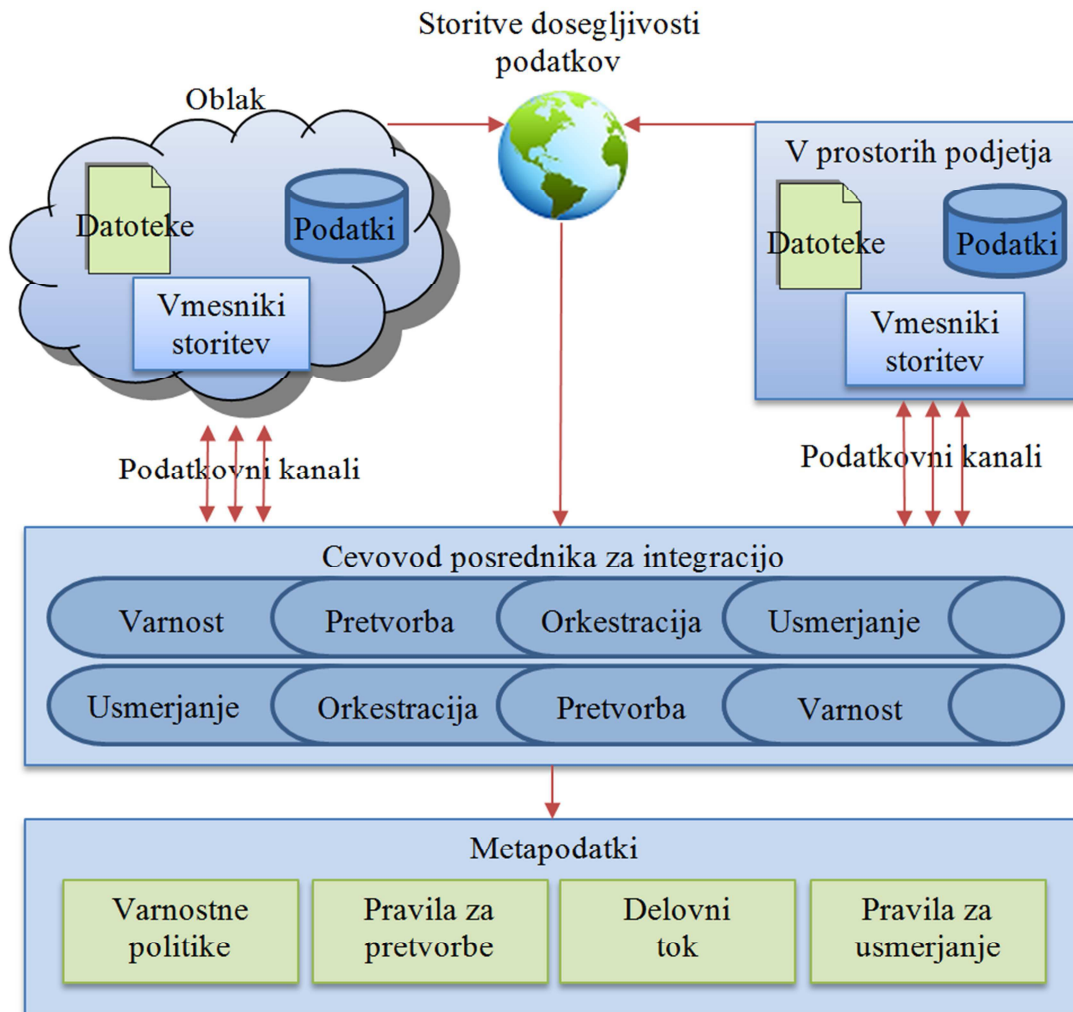 Storitve dosegljivosti
podatkov
Oblak
Datoteke
Podatki
Vmesniki
storitev
V prostorih podjetja
Datoteke
Podatki
Vmesniki
storitev
Podatkovni kanali
Podatkovni kanali
Cevovod posrednika za integracijo
Varnost
Pretvorba
Orkestracija
Usmerjanje
Usmerjanje
Orkestracija
Pretvorba
Varnost
Metapodatki
Varnostne
politike
Pravila za
pretvorbe
Delovni
tok
Pravila za
usmerjanje